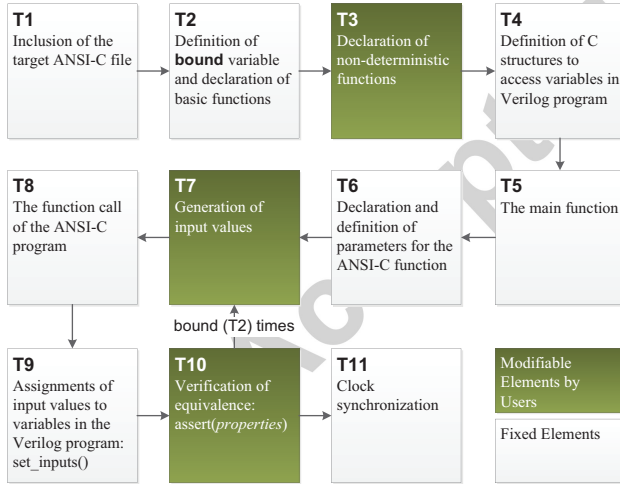 T1
Inclusion of the
target ANSI-C file
T2
Definition of
bound variable
and declaration of
basic functions
T3
Declaration of
non-deterministic
functions
T4
Definition of C
structures to
access variables in
Verilog program
T8
The function call
of the ANSI-C
program
T7
Generation of
input values
T6
Declaration and
definition of
parameters for the
ANSI-C function
T5
The main function
bound (T2) times
T9
Assignments of
input values to
variables in the
Verilog program:
set_inputs()
T10
Verification of
equivalence:
assert(properties)
T11
Clock
synchronization
Modifiable
Elements by
Users
Fixed Elements